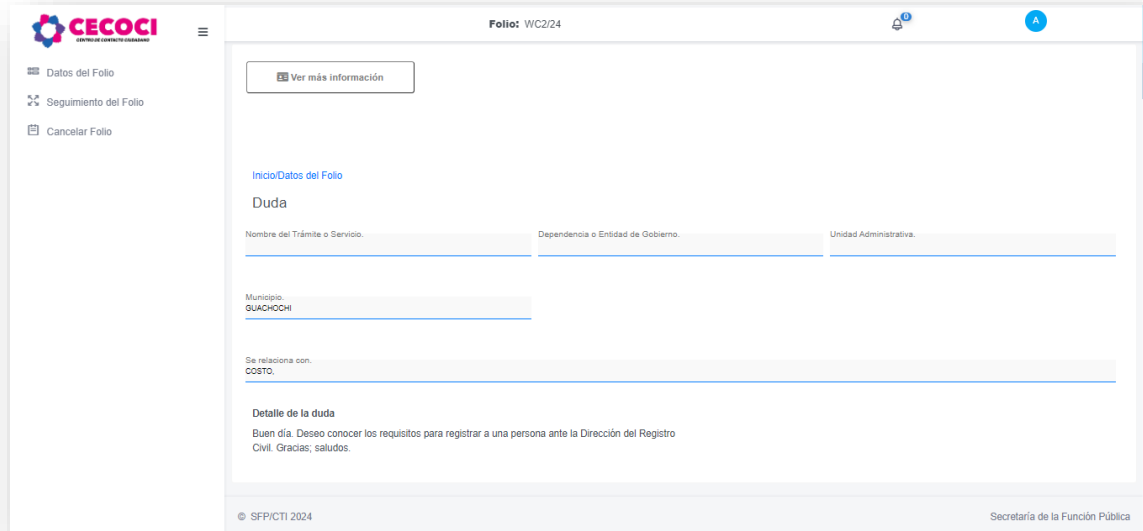 CECOCI
CENTRO DE CONTACTO CIUDADANO
Folio: WC2/24
0
A
Datos del Folio
Seguimiento del Folio
Cancelar Folio
Ver más información
Inicio/Datos del Folio
Duda
Nombre del Trámite o Servicio. Dependencia o Entidad de Gobierno. Unidad Administrativa.
Municipio.
GUACHOCHI
Se relaciona con.
COSTO,
Detalle de la duda
Buen día. Deseo conocer los requisitos para registrar a una persona ante la Dirección del Registro
Civil. Gracias; saludos.
© SFP/CTI 2024
Secretaría de la Función Pública